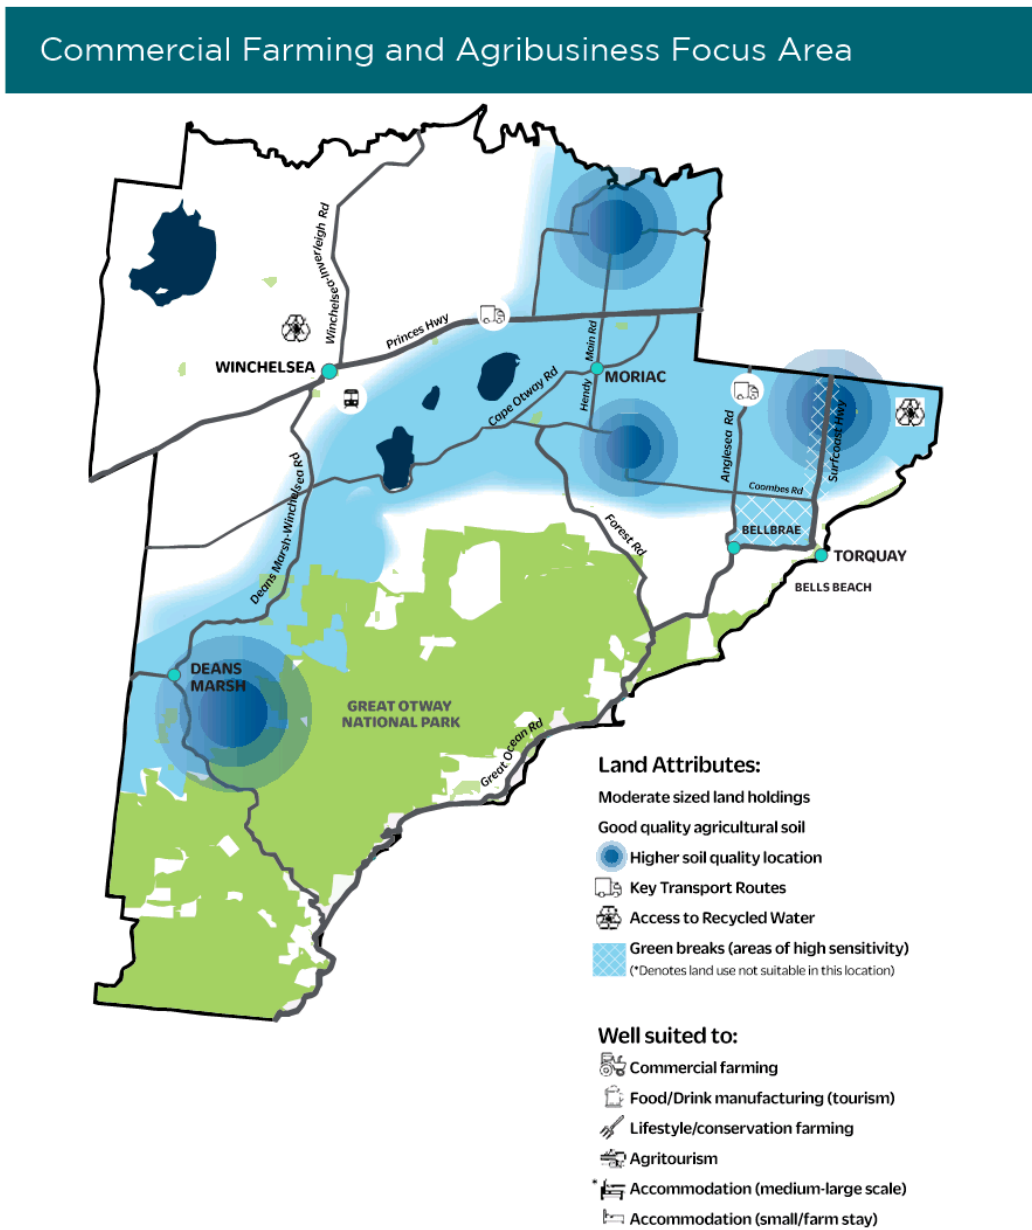 Commercial Farming and Agribusiness Focus Area
Winchelsea-Inverleigh Rd
Princes Hwy
WINCHELSEA
Main Rd
MORIAC
Hendy
Cape Otway Rd
Anglesea Rd
Surfcoast Hwy
Coombes Rd
Deans Marsh-Winchelsea Rd
Forest Rd
BELLBRAE
TORQUAY
BELLS BEACH
DEANS
MARSH
GREAT OTWAY
NATIONAL PARK
Great Ocean Rd
Land Attributes:
Moderate sized land holdings
Good quality agricultural soil
Higher soil quality location
Key Transport Routes
Access to Recycled Water
Green breaks (areas of high sensitivity)
(*Denotes land use not suitable in this location)
Well suited to:
Commercial farming
Food/Drink manufacturing (tourism)
Lifestyle/conservation farming
Agritourism
* Accommodation (medium-large scale)
Accommodation (small/farm stay)